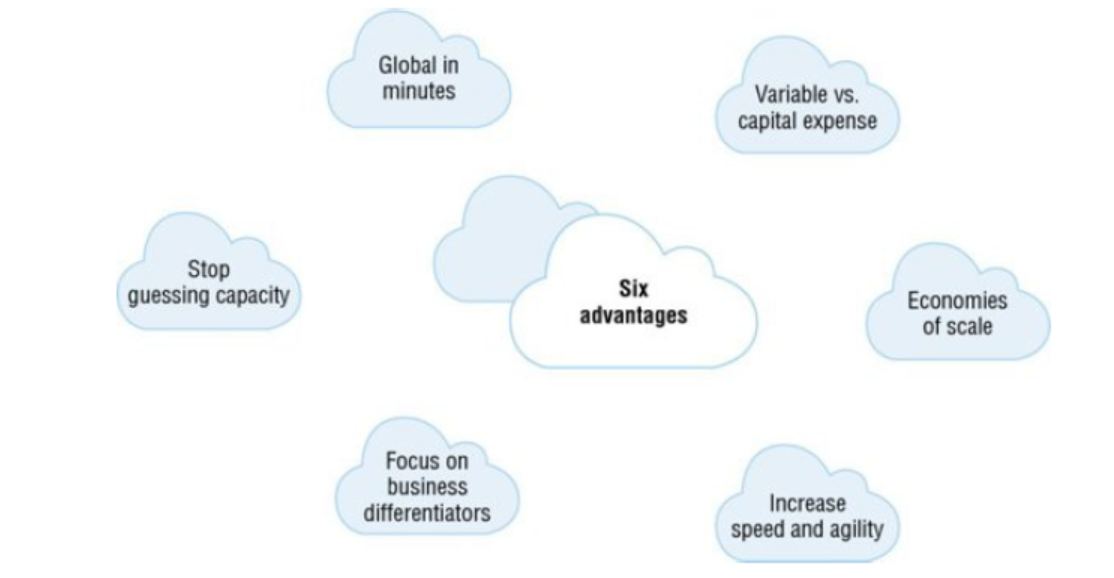 Global in
minutes
Variable vs.
capital expense
Stop
guessing capacity
Six
advantages
Economies
of scale
Focus on
business
differentiators
Increase
speed and agility